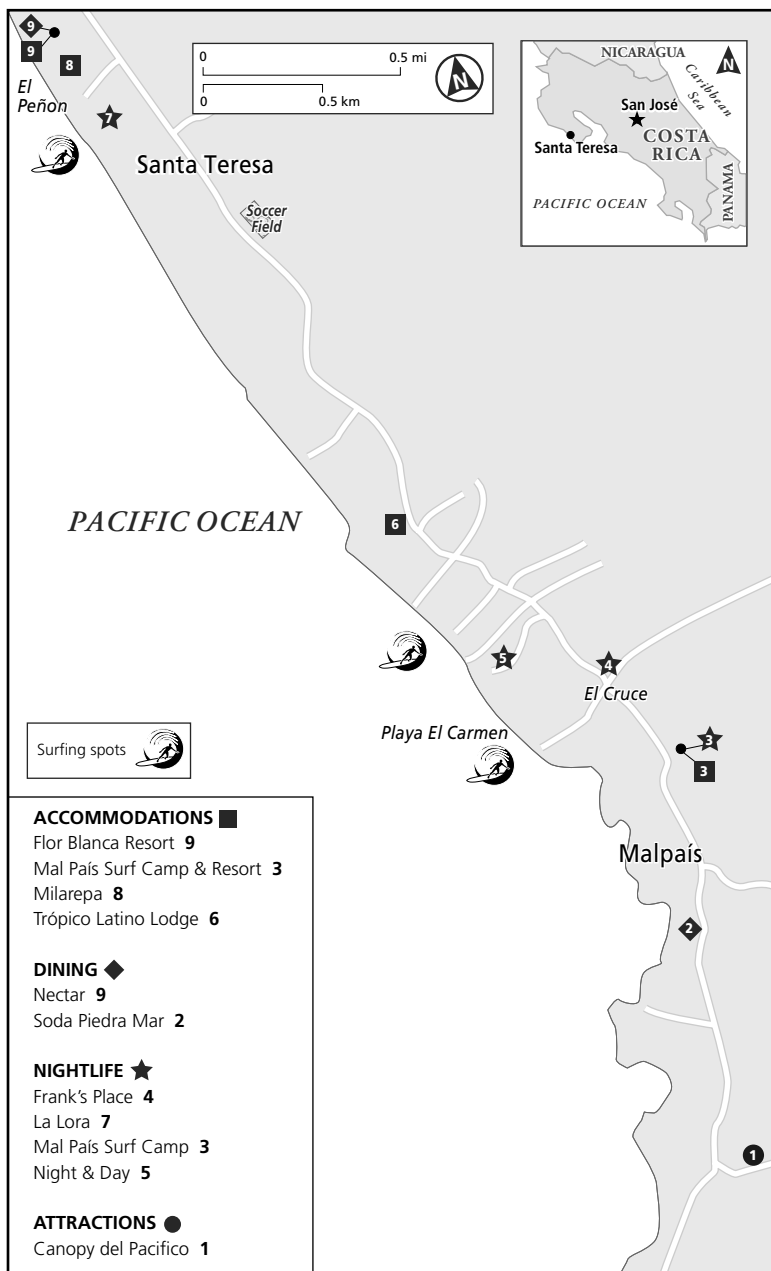 9
9
8
El
Peñon
7
Santa Teresa
Soccer
Field
0 0.5 mi
0 0.5 km
N
NICARAGUA
N
Caribbean
Sea
San José
COSTA
RICA
Santa Teresa
PANAMA
PACIFIC OCEAN
PACIFIC OCEAN
6
5
4
El Cruce
Playa El Carmen
3
3
Surfing spots
Malpaís
2
1
ACCOMMODATIONS
Flor Blanca Resort 9
Mal País Surf Camp & Resort 3
Milarepa 8
Trópico Latino Lodge 6
DINING
Nectar 9
Soda Piedra Mar 2
NIGHTLIFE
Frank's Place 4
La Lora 7
Mal País Surf Camp 3
Night & Day 5
ATTRACTIONS
Canopy del Pacifico 1